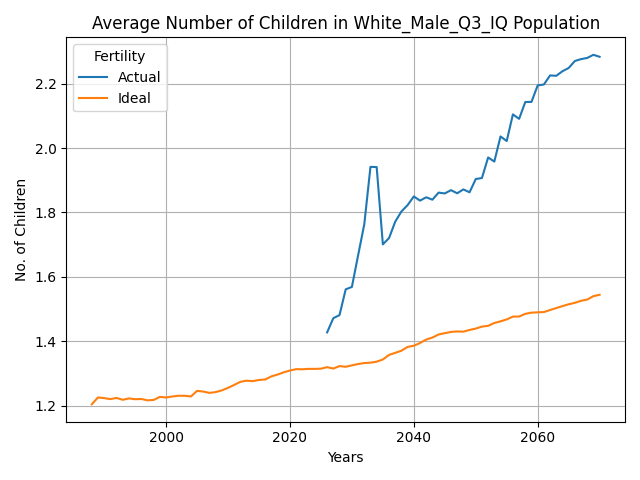 Average Number of Children in White_Male_Q3_IQ Population
Fertility
Actual
Ideal
No. of Children
2.2
2.0
1.8
1.6
1.4
1.2
2000
2020
2040
2060
Years